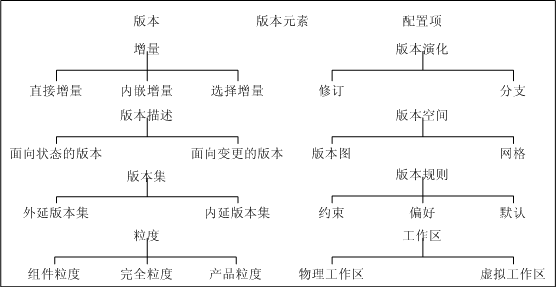 版本 版本元素 配置项
增量 版本演化
直接增量 内嵌增量 选择增量 修订 分支
版本描述 版本空间
面向状态的版本 面向变更的版本 版本图 网格
版本集 版本规则
外延版本集 内延版本集 约束 偏好 默认
粒度 工作区
组件粒度 完全粒度 产品粒度 物理工作区 虚拟工作区